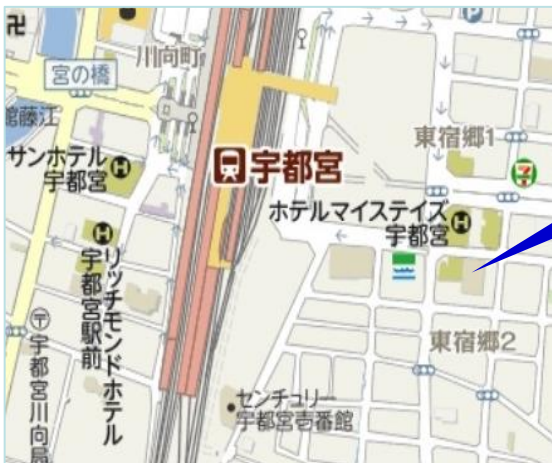 川向町
宮の橋
館藤江
サンホテル
宇都宮
宇都宮
東宿郷1
ホテルマイステイズ
宇都宮
リッチモンドホテル
宇都宮駅前
宇都宮川向局
東宿郷2
センチュリー
宇都宮壱番館
H
H
H
P
7